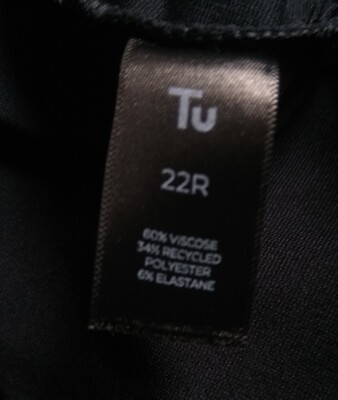 Tu
22R
60% VISCOSE
34% RECYCLED
POLYESTER
6% ELASTANE